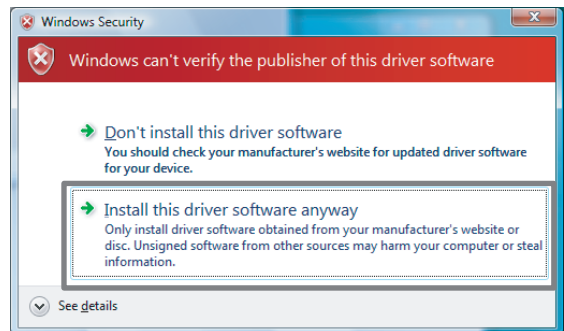 Windows Security
Windows can't verify the publisher of this driver software
Don't install this driver software
You should check your manufacturer's website for updated driver software
for your device.
Install this driver software anyway
Only install driver software obtained from your manufacturer's website or
disc. Unsigned software from other sources may harm your computer or steal
information.
See details